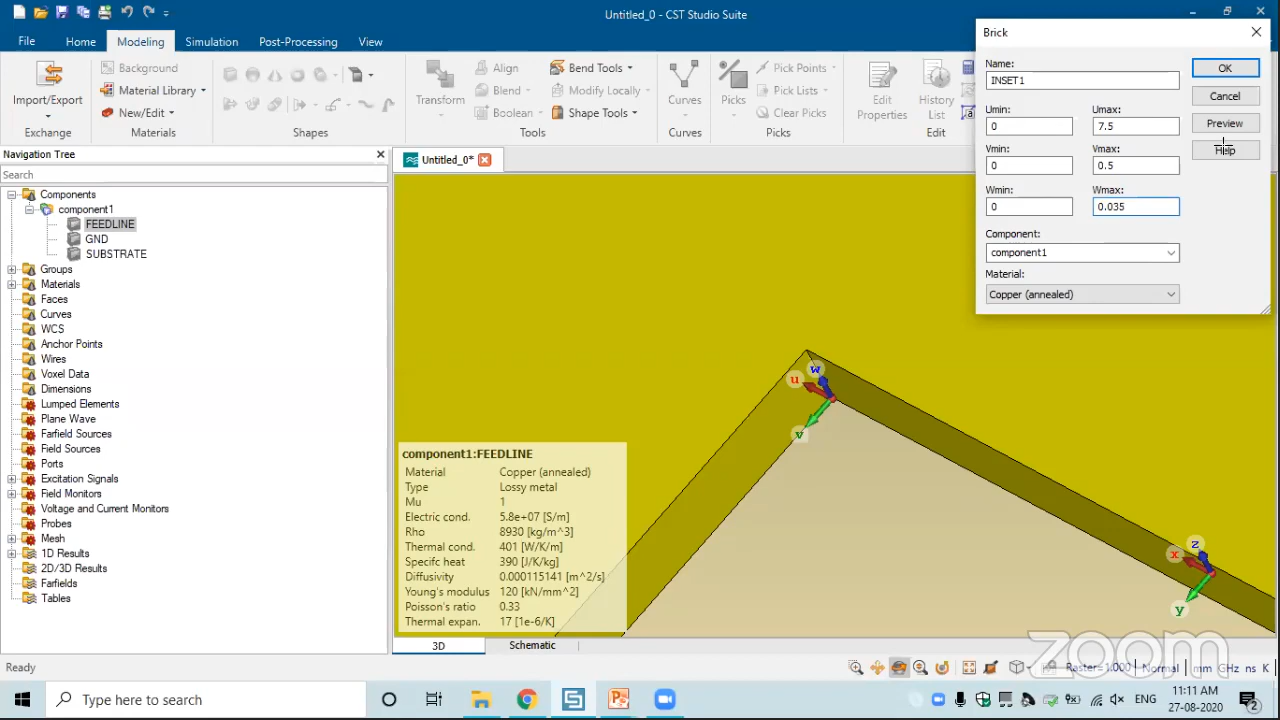 Untitled_0 - CST Studio Suite
File Home Modeling Simulation Post-Processing View
Import/Export
Exchange
Background
Material Library
New/Edit
Materials
Shapes
Transform
Align
Blend
Boolean
Bend Tools
Modify Locally
Shape Tools
Tools
Curves
Curves
Picks
Pick Points
Pick Lists
Clear Picks
Picks
Edit Properties
History List
Edit
Brick
Name:
INSET1
OK
Cancel
Preview
Help
Umin: Umax:
0 7.5
Vmin: Vmax:
0 0.5
Wmin: Wmax:
0 0.035
Component:
component1
Material:
Copper (annealed)
Navigation Tree
Search
Components
component1
FEEDLINE
GND
SUBSTRATE
Groups
Materials
Faces
Curves
WCS
Anchor Points
Wires
Voxel Data
Dimensions
Lumped Elements
Plane Wave
Farfield Sources
Field Sources
Ports
Excitation Signals
Field Monitors
Voltage and Current Monitors
Probes
Mesh
1D Results
2D/3D Results
Farfields
Tables
Untitled_0*
u w v
x z y
component1:FEEDLINE
Material Copper (annealed)
Type Lossy metal
Mu 1
Electric cond. 5.8e+07 [S/m]
Rho 8930 [kg/m^3]
Thermal cond. 401 [W/K/m]
Specifc heat 390 [J/K/kg]
Diffusivity 0.000115141 [m^2/s]
Young's modulus 120 [kN/mm^2]
Poisson's ratio 0.33
Thermal expan. 17 [1e-6/K]
3D Schematic
zoom
Ready
Raster=1.000 Normal mm GHz ns K
Type here to search
ENG
11:11 AM
27-08-2020
2